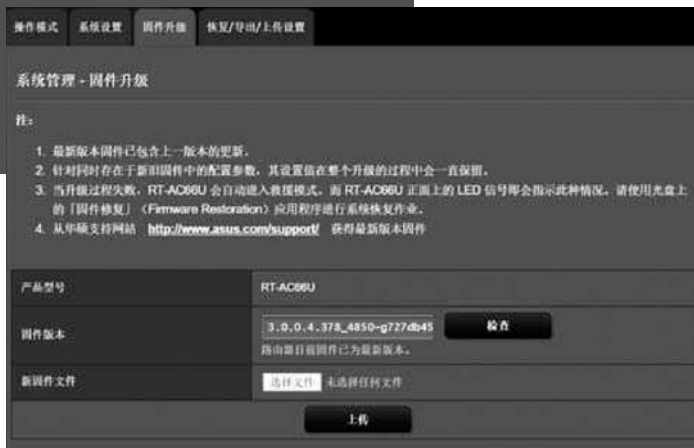 操作模式 系统设置 固件升级 恢复/导出/上传设置
系统管理 - 固件升级
注：
1. 最新版本固件已包含上一版本的更新。
2. 针对同时存在于新旧固件中的配置参数，其设置值在整个升级的过程中会一直保留。
3. 当升级过程失败，RT-AC66U 会自动进入救援模式。而 RT-AC66U 正面上的 LED 信号即会指示此种情况。请使用光盘上
的「固件修复」（Firmware Restoration）应用程序进行系统恢复作业。
4. 从华硕支持网站 http://www.asus.com/support/ 获得最新版本固件
产品型号 RT-AC66U
固件版本 3.0.0.4.378_4850-g727db45 检查
路由器目前固件已为最新版本。
新固件文件 选择文件 未选择任何文件
上传